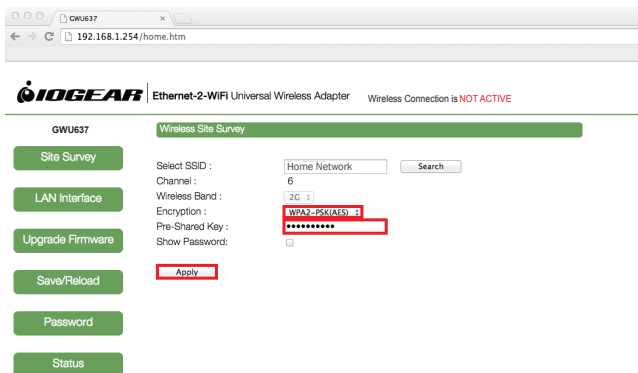 GWU637
192.168.1.254/home.htm
IOGEAR Ethernet-2-WiFi Universal Wireless Adapter Wireless Connection is NOT ACTIVE
GWU637
Wireless Site Survey
Site Survey
LAN Interface
Upgrade Firmware
Save/Reload
Password
Status
Select SSID : Home Network Search
Channel : 6
Wireless Band : 2G
Encryption : WPA2-PSK(AES)
Pre-Shared Key : ••••••••••
Show Password:
Apply